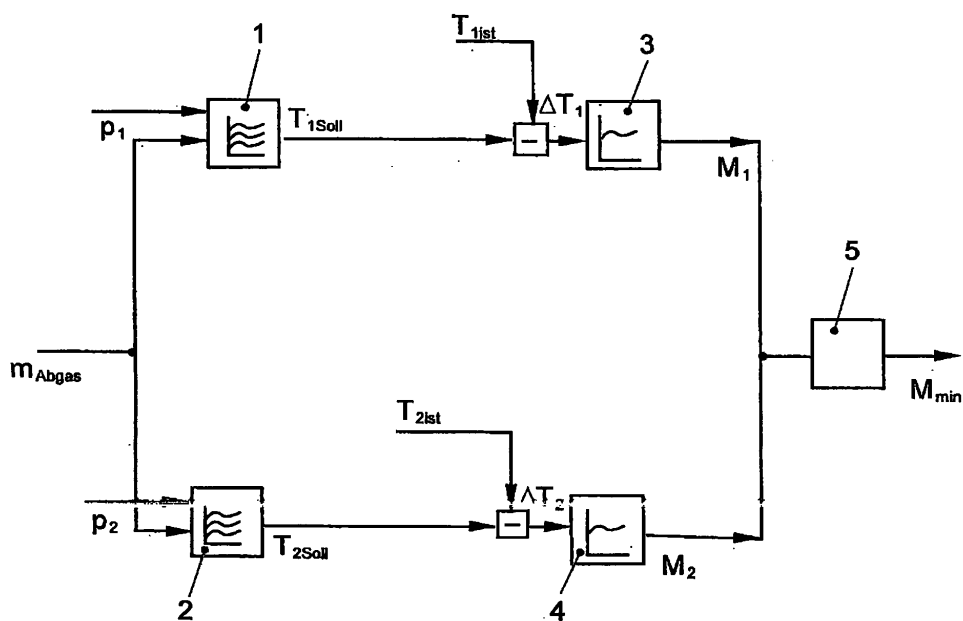 1
T1ist
3
p1
T1Soll
ΔT1
M1
5
mAbgas
Mmin
T2ist
p2
T2Soll
ΔT2
M2
2
4